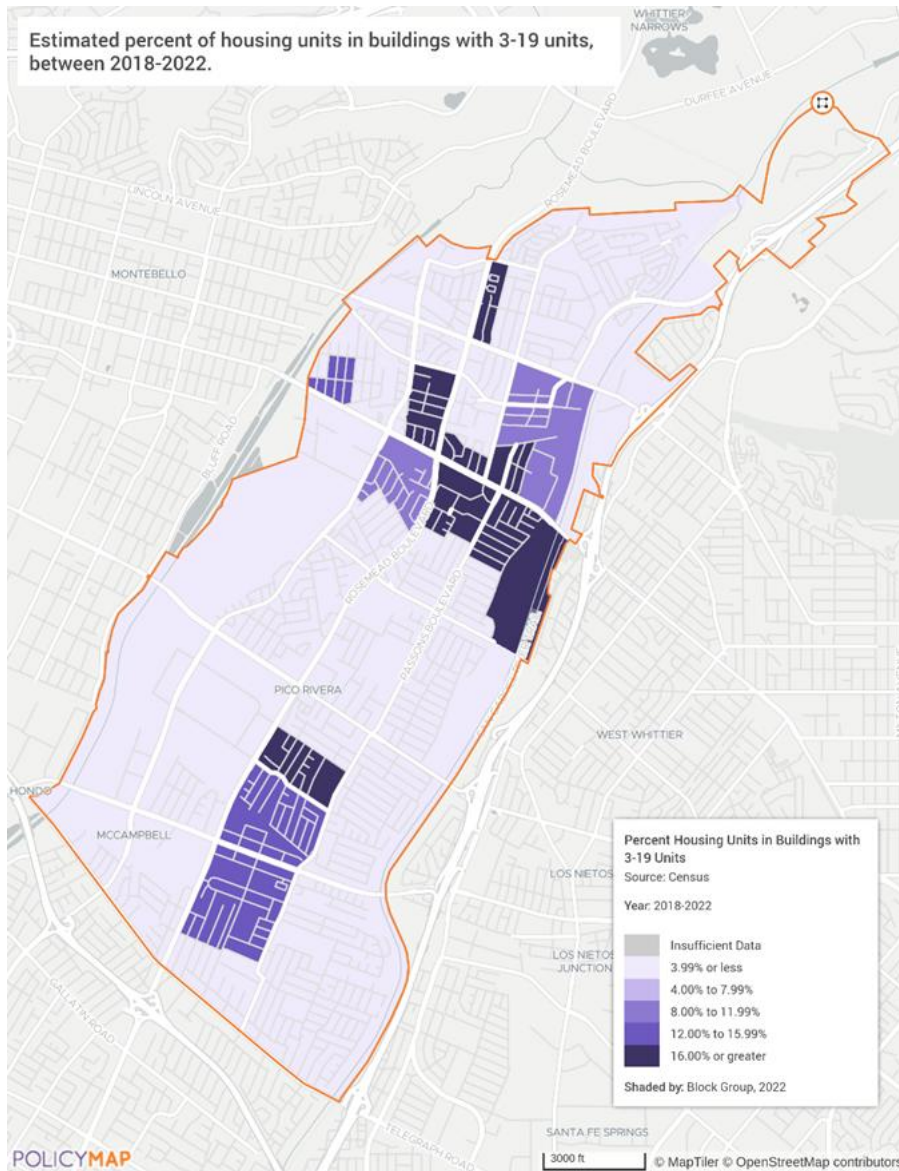 Estimated percent of housing units in buildings with 3-19 units,
between 2018-2022.
WHITTIER
NARROWS
DURFEE AVENUE
ROSEMEAD BOULEVARD
LINCOLN AVENUE
MONTEBELLO
BLUFF ROAD
ROSEMEAD BOULEVARD
PASSONS BOULEVARD
PICO RIVERA
WEST WHITTIER
HONDO
MCCAMPBELL
LOS NIETOS
LOS NIETOS
JUNCTION
GALLATIN ROAD
TELEGRAPH ROAD
SANTA FE SPRINGS
Percent Housing Units in Buildings with
3-19 Units
Source: Census
Year: 2018-2022
Insufficient Data
3.99% or less
4.00% to 7.99%
8.00% to 11.99%
12.00% to 15.99%
16.00% or greater
Shaded by: Block Group, 2022
POLICYMAP
3000 ft
© MapTiler © OpenStreetMap contributors